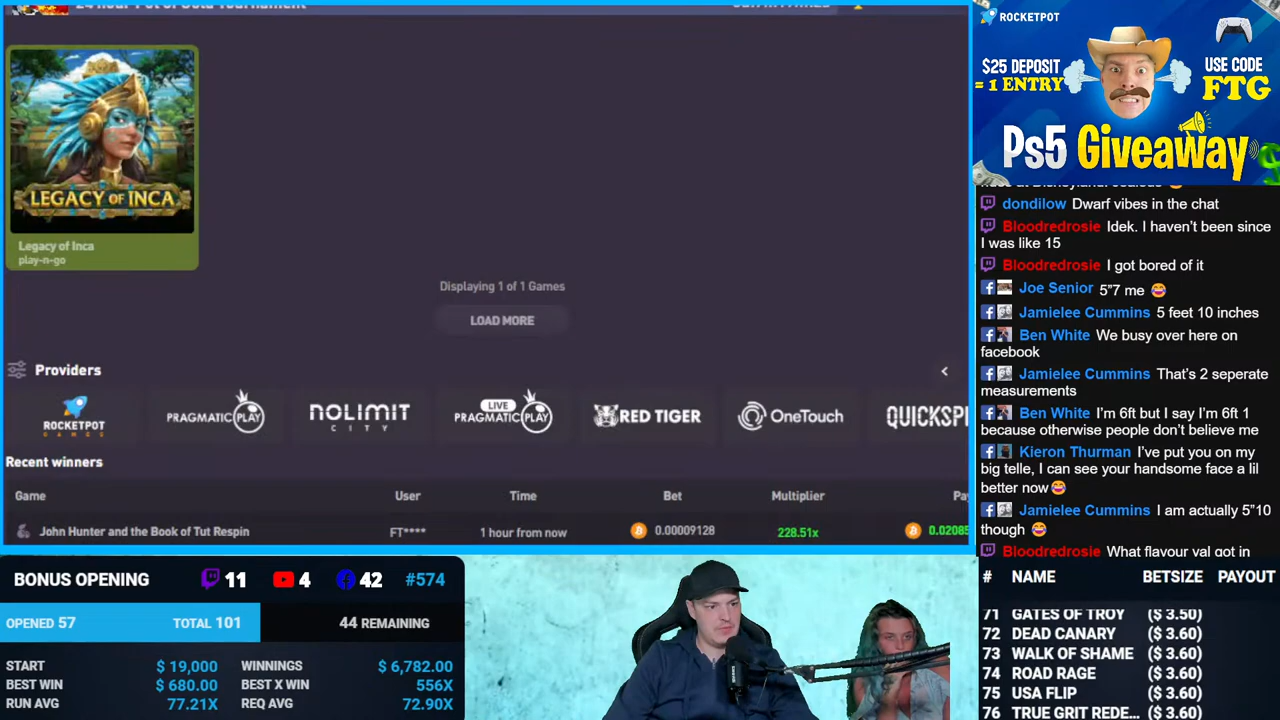 24 Hour Pot of Gold Tournament
LEGACY OF INCA
Legacy of Inca
play-n-go
Displaying 1 of 1 Games
LOAD MORE
Providers
ROCKETPOT
GAMES
PRAGMATIC PLAY
NOLIMIT
CITY
LIVE
PRAGMATIC PLAY
RED TIGER
OneTouch
QUICKSPI
Recent winners
Game User Time Bet Multiplier Pa
John Hunter and the Book of Tut Respin FT**** 1 hour from now 0.00009128 228.51x 0.02085
ROCKETPOT
$25 DEPOSIT
= 1 ENTRY
USE CODE
FTG
Ps5 Giveaway
dondilow Dwarf vibes in the chat
Bloodredrosie Idek. I haven't been since
I was like 15
Bloodredrosie I got bored of it
Joe Senior 5"7 me 😂
Jamielee Cummins 5 feet 10 inches
Ben White We busy over here on
facebook
Jamielee Cummins That's 2 seperate
measurements
Ben White I'm 6ft but I say I'm 6ft 1
because otherwise people don't believe me
Kieron Thurman I've put you on my
big telle, I can see your handsome face a lil
better now😂
Jamielee Cummins I am actually 5"10
though 😂
Bloodredrosie What flavour val got in
BONUS OPENING 11 4 42 #574
OPENED 57 TOTAL 101 44 REMAINING
START $ 19,000 WINNINGS $ 6,782.00
BEST WIN $ 680.00 BEST X WIN 556X
RUN AVG 77.21X REQ AVG 72.90X
# NAME BETSIZE PAYOUT
71 GATES OF TROY ($ 3.50)
72 DEAD CANARY ($ 3.60)
73 WALK OF SHAME ($ 3.60)
74 ROAD RAGE ($ 3.60)
75 USA FLIP ($ 3.60)
76 TRUE GRIT REDE... ($ 3.60)